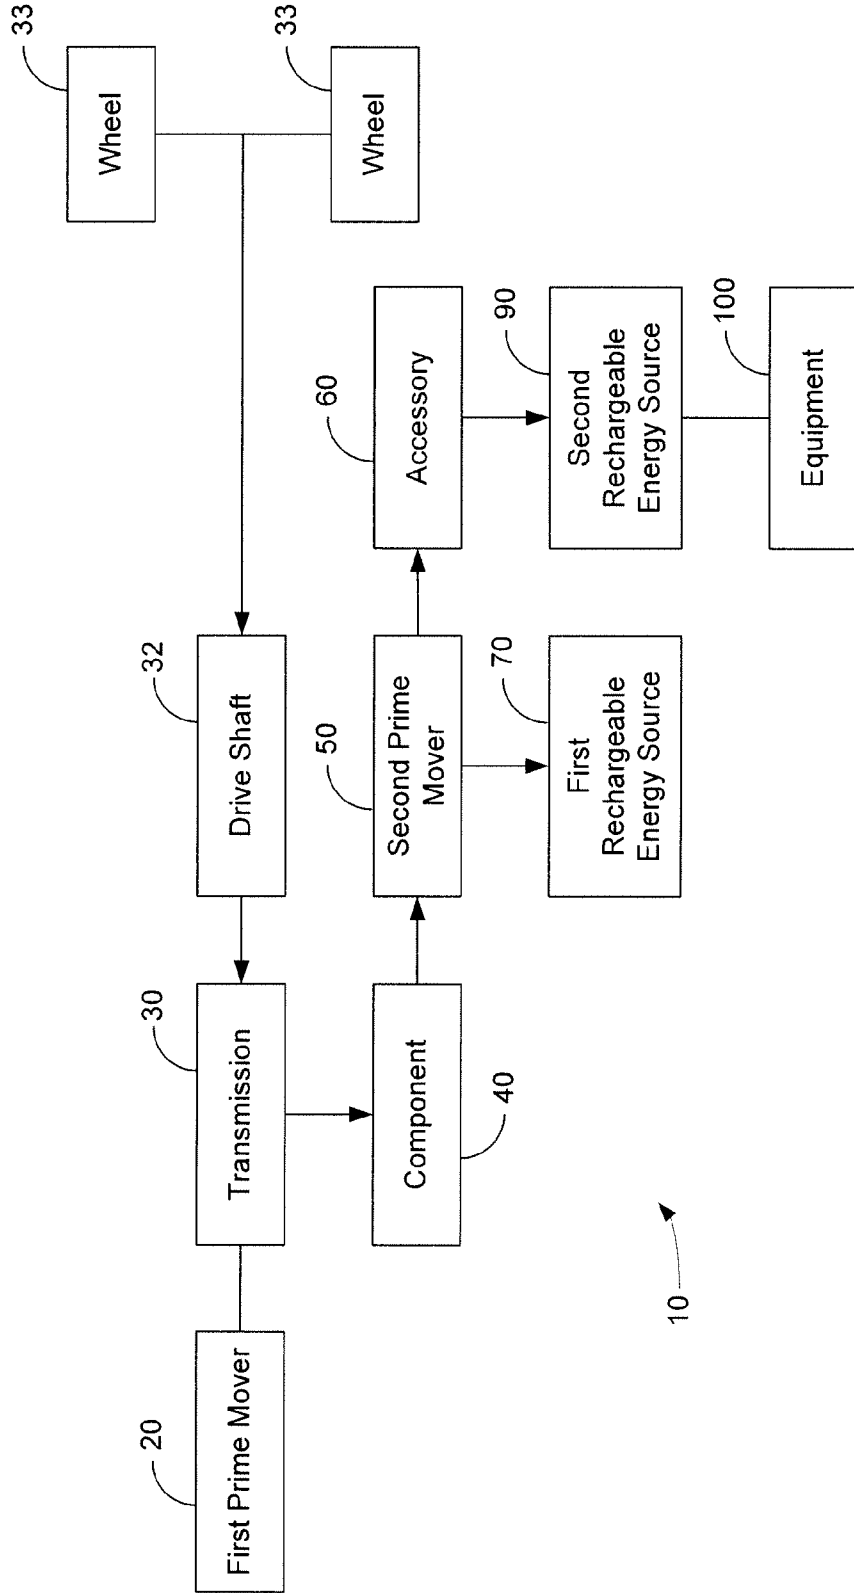 33
Wheel
33
Wheel
20
First Prime Mover
30
Transmission
32
Drive Shaft
Component
40
50
Second Prime
Mover
60
Accessory
70
First
Rechargeable
Energy Source
90
Second
Rechargeable
Energy Source
100
Equipment
10